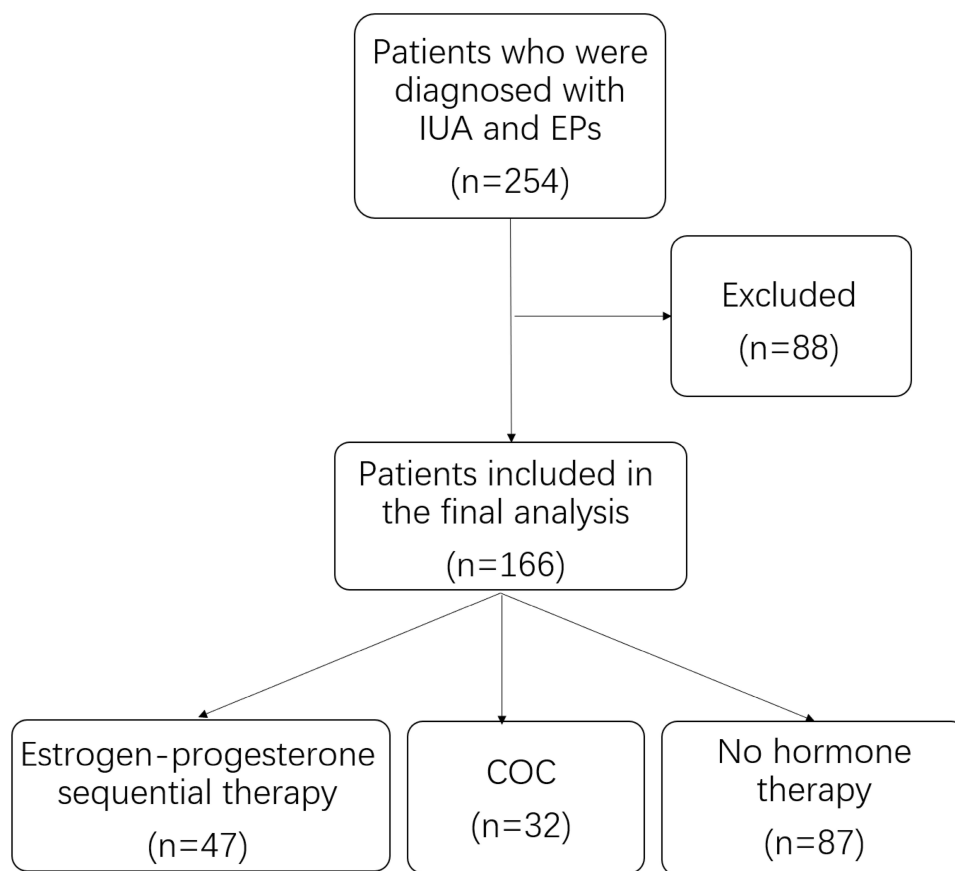 Patients who were
diagnosed with
IUA and EPs
(n=254)
Excluded
(n=88)
Patients included in
the final analysis
(n=166)
Estrogen-progesterone
sequential therapy
(n=47)
COC
(n=32)
No hormone
therapy
(n=87)